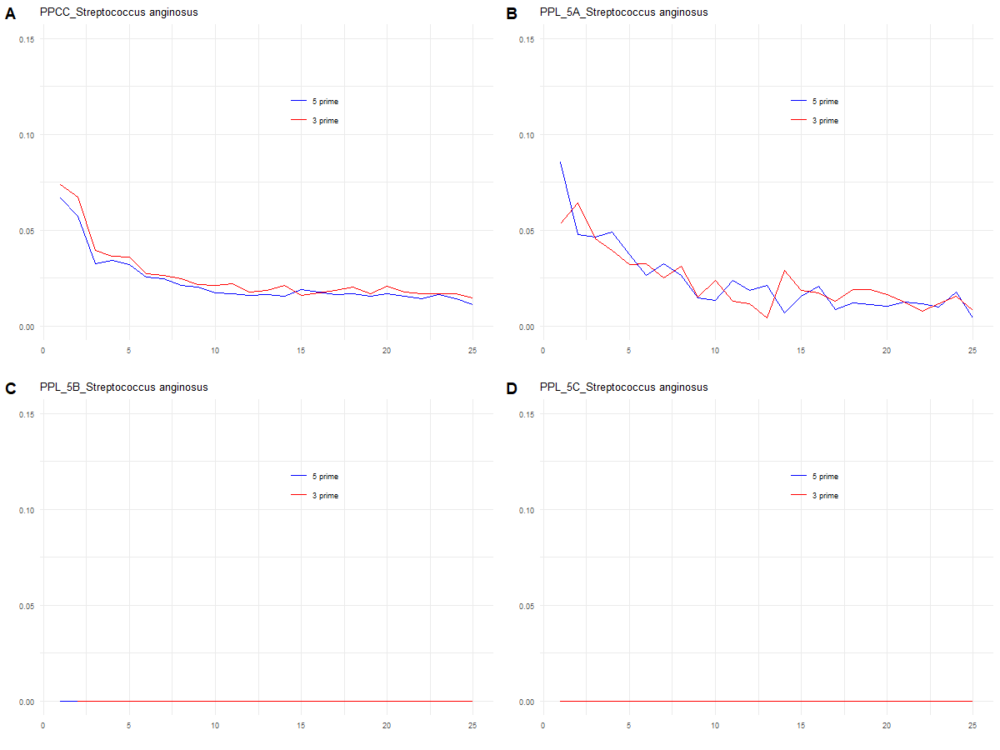 A PPCC_Streptococcus anginosus
0.15
0.10
0.05
0.00
5 prime
3 prime
0 5 10 15 20 25
B PPL_5A_Streptococcus anginosus
0.15
0.10
0.05
0.00
5 prime
3 prime
0 5 10 15 20 25
C PPL_5B_Streptococcus anginosus
0.15
0.10
0.05
0.00
5 prime
3 prime
0 5 10 15 20 25
D PPL_5C_Streptococcus anginosus
0.15
0.10
0.05
0.00
5 prime
3 prime
0 5 10 15 20 25